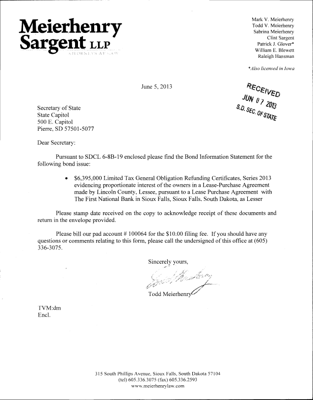 Meierhenry
Sargent LLP
Mark V. Meierhenry
Todd V. Meierhenry
Sabrina Meierhenry
Clint Sargent
Patrick J. Glover*
William E. Blewett
Raleigh Hansman
*Also licensed in Iowa
June 5, 2013
RECEIVED
JUN 07 2013
S.D. SEC. OF STATE
Secretary of State
State Capitol
500 E. Capitol
Pierre, SD 57501-5077
Dear Secretary:
Pursuant to SDCL 6-8B-19 enclosed please find the Bond Information Statement for the
following bond issue:
• $6,395,000 Limited Tax General Obligation Refunding Certificates, Series 2013
evidencing proportionate interest of the owners in a Lease-Purchase Agreement
made by Lincoln County, Lessee, pursuant to a Lease Purchase Agreement with
The First National Bank in Sioux Falls, Sioux Falls, South Dakota, as Lesser
Please stamp date received on the copy to acknowledge receipt of these documents and
return in the envelope provided.
Please bill our pad account # 100064 for the $10.00 filing fee. If you should have any
questions or comments relating to this form, please call the undersigned of this office at (605)
336-3075.
Sincerely yours,
Todd Meierhenry
TVM:dm
Encl.
315 South Phillips Avenue, Sioux Falls, South Dakota 57104
(tel) 605.336.3075 (fax) 605.336.2593
www.meierhenrylaw.com